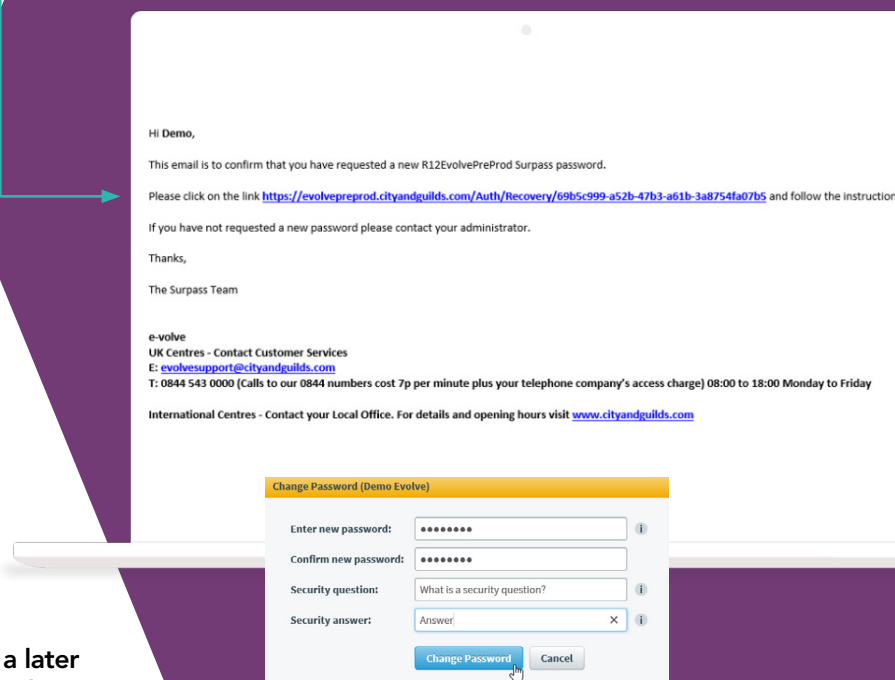 Hi Demo,
This email is to confirm that you have requested a new R12EvolvePreProd Surpass password.
Please click on the link https://evolvepreprod.cityandguilds.com/Auth/Recovery/69b5c999-a52b-47b3-a61b-3a8754fa07b5 and follow the instruction
If you have not requested a new password please contact your administrator.
Thanks,
The Surpass Team
e-volve
UK Centres - Contact Customer Services
E: evolvesupport@cityandguilds.com
T: 0844 543 0000 (Calls to our 0844 numbers cost 7p per minute plus your telephone company's access charge) 08:00 to 18:00 Monday to Friday
International Centres - Contact your Local Office. For details and opening hours visit www.cityandguilds.com
Change Password (Demo Evolve)
Enter new password: ●●●●●●●● i
Confirm new password: ●●●●●●●●
Security question: What is a security question? i
Security answer: Answer × i
Change Password Cancel
a later